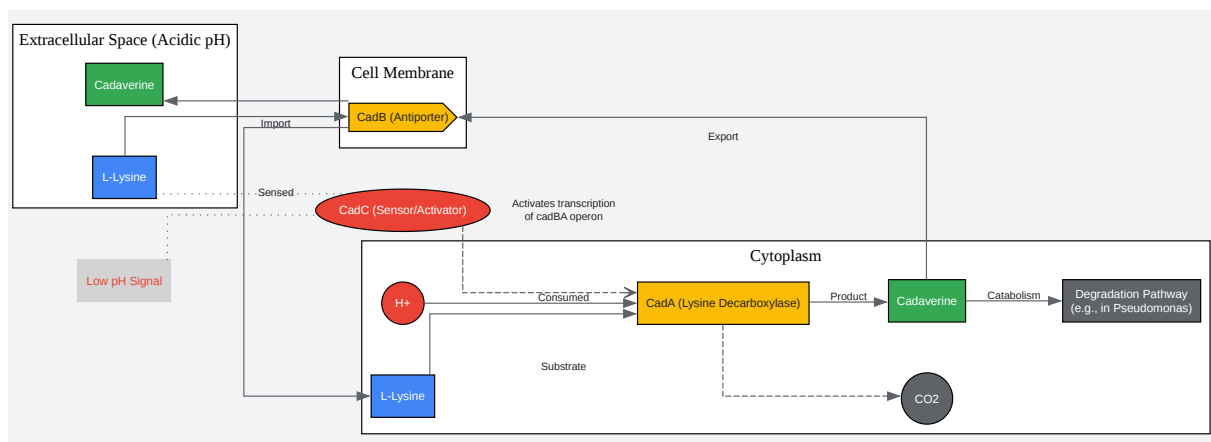 Extracellular Space (Acidic pH)
Cadaverine
L-Lysine
Cell Membrane
CadB (Antiporter)
Import
Export
Sensed
CadC (Sensor/Activator)
Activates transcription
of cadBA operon
Low pH Signal
Cytoplasm
H+
Consumed
CadA (Lysine Decarboxylase)
Product
Cadaverine
Catabolism
Degradation Pathway
(e.g., in Pseudomonas)
Substrate
L-Lysine
CO2